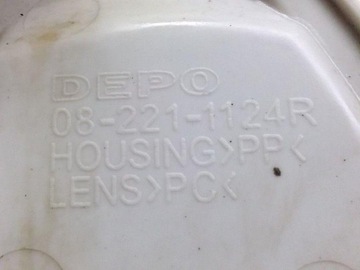 DEPO
08-221-1124R
HOUSING>PP<
LENS>PC<